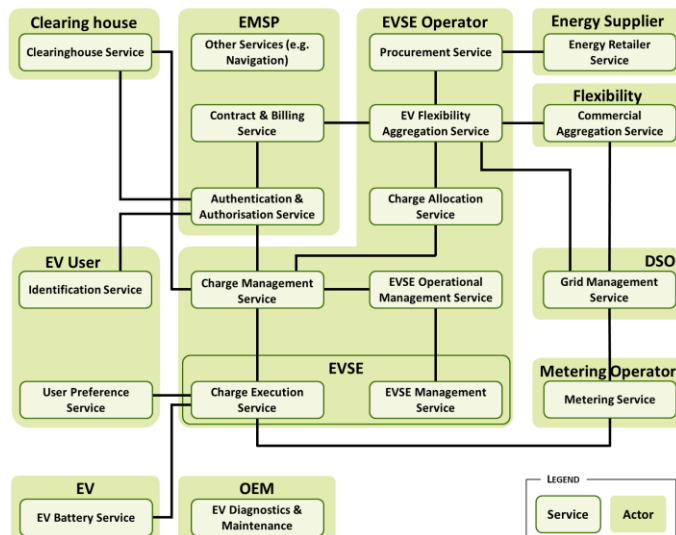 Clearing house
EMSP
EVSE Operator
Energy Supplier
Clearinghouse Service
Other Services (e.g.
Navigation)
Procurement Service
Energy Retailer
Service
Flexibility
Contract & Billing
Service
EV Flexibility
Aggregation Service
Commercial
Aggregation Service
Authentication &
Authorisation Service
Charge Allocation
Service
EV User
DSO
Identification Service
Charge Management
Service
EVSE Operational
Management Service
Grid Management
Service
EVSE
Metering Operator
User Preference
Service
Charge Execution
Service
EVSE Management
Service
Metering Service
EV
OEM
LEGEND
EV Battery Service
EV Diagnostics &
Maintenance
Service
Actor